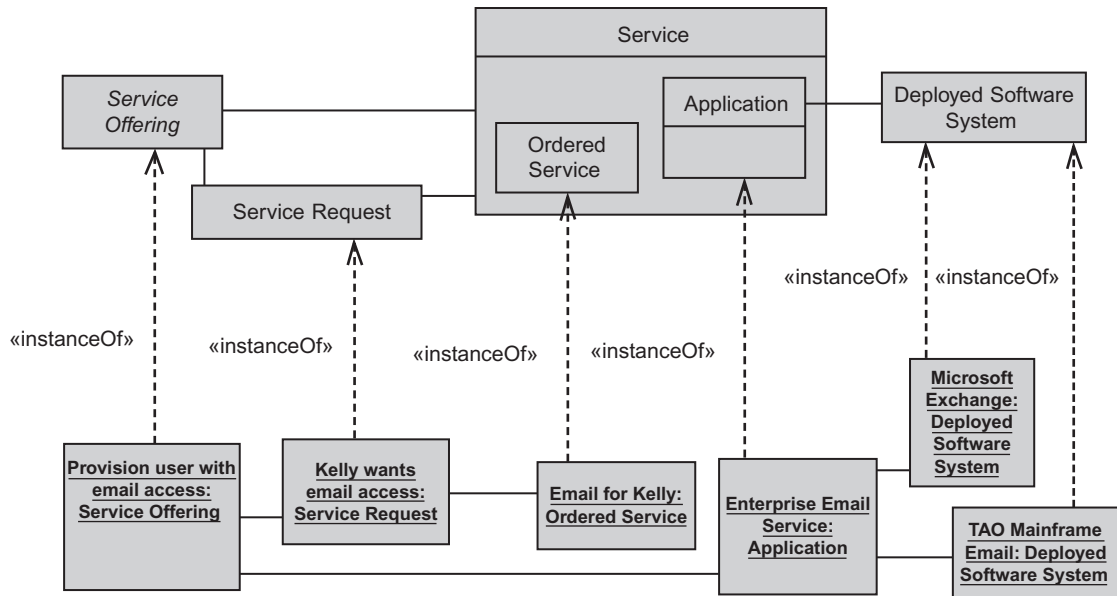 Service
Service
Offering
Application
Deployed Software
System
Ordered
Service
Service Request
«instanceOf»
«instanceOf»
«instanceOf»
«instanceOf»
«instanceOf»
«instanceOf»
Microsoft
Exchange:
Deployed
Software
System
Provision user with
email access:
Service Offering
Kelly wants
email access:
Service Request
Email for Kelly:
Ordered Service
Enterprise Email
Service:
Application
TAO Mainframe
Email: Deployed
Software System